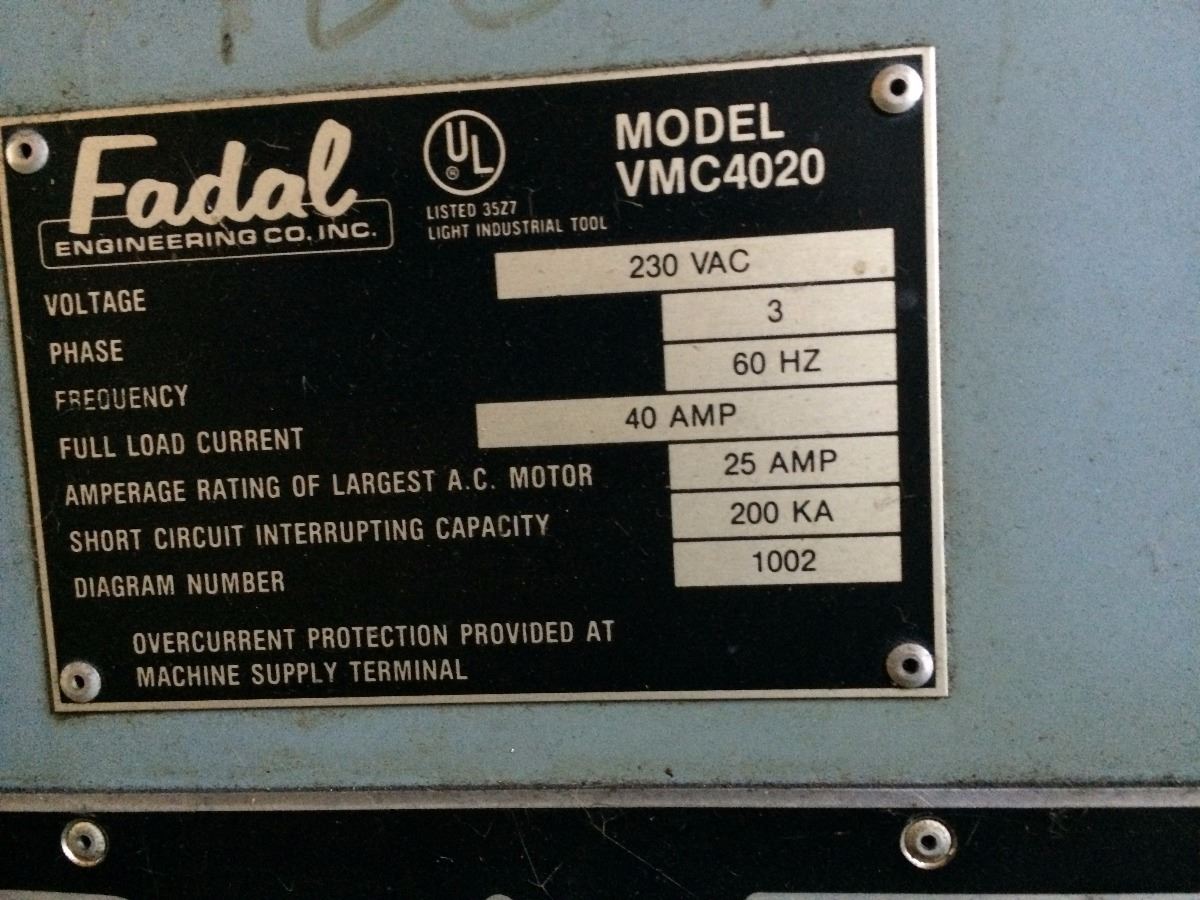 Fadal
ENGINEERING CO. INC.
UL
®
LISTED 35Z7
LIGHT INDUSTRIAL TOOL
MODEL
VMC4020
VOLTAGE 230 VAC
PHASE 3
FREQUENCY 60 HZ
FULL LOAD CURRENT 40 AMP
AMPERAGE RATING OF LARGEST A.C. MOTOR 25 AMP
SHORT CIRCUIT INTERRUPTING CAPACITY 200 KA
DIAGRAM NUMBER 1002
OVERCURRENT PROTECTION PROVIDED AT
MACHINE SUPPLY TERMINAL